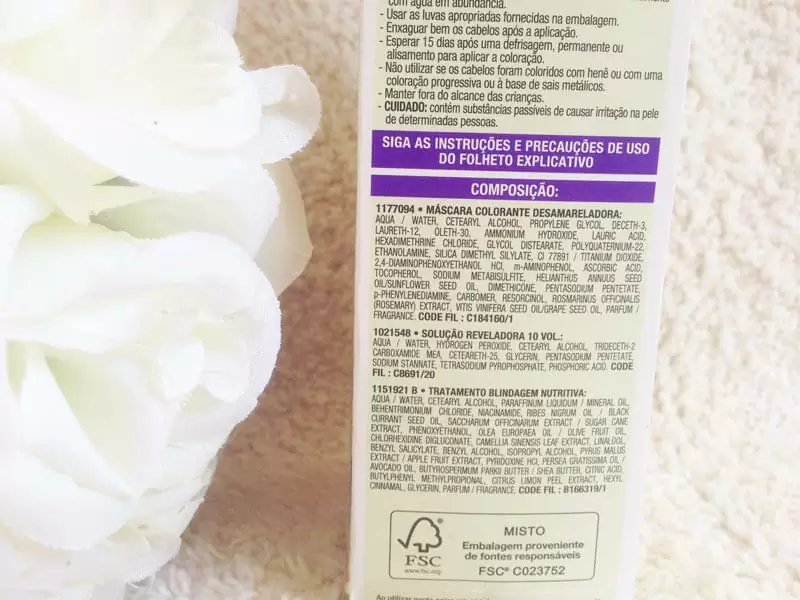 com água em abundância.
- Usar as luvas apropriadas fornecidas na embalagem.
- Enxaguar bem os cabelos após a aplicação.
- Esperar 15 dias após uma defrisagem, permanente ou
alisamento para aplicar a coloração.
- Não utilizar se os cabelos foram coloridos com henê ou com uma
coloração progressiva ou à base de sais metálicos.
- Manter fora do alcance das crianças.
- CUIDADO: contém substâncias passíveis de causar irritação na pele
de determinadas pessoas.
SIGA AS INSTRUÇÕES E PRECAUÇÕES DE USO
DO FOLHETO EXPLICATIVO
COMPOSIÇÃO:
1177094 • MÁSCARA COLORANTE DESAMARELADORA:
AQUA / WATER, CETEARYL ALCOHOL, PROPYLENE GLYCOL, DECETH-3,
LAURETH-12, OLETH-30, AMMONIUM HYDROXIDE, LAURIC ACID,
HEXADIMETHRINE CHLORIDE, GLYCOL DISTEARATE, POLYQUATERNIUM-22,
ETHANOLAMINE, SILICA DIMETHYL SILYLATE, CI 77891 / TITANIUM DIOXIDE,
2,4-DIAMINOPHENOXYETHANOL HCl, m-AMINOPHENOL, ASCORBIC ACID,
TOCOPHEROL, SODIUM METABISULFITE, HELIANTHUS ANNUUS SEED
OIL/SUNFLOWER SEED OIL, DIMETHICONE, PENTASODIUM PENTETATE,
p-PHENYLENEDIAMINE, CARBOMER, RESORCINOL, ROSMARINUS OFFICINALIS
(ROSEMARY) EXTRACT, VITIS VINIFERA SEED OIL/GRAPE SEED OIL, PARFUM /
FRAGRANCE. CODE FIL : C184160/1
1021548 • SOLUÇÃO REVELADORA 10 VOL.:
AQUA / WATER, HYDROGEN PEROXIDE, CETEARYL ALCOHOL, TRIDECETH-2
CARBOXAMIDE MEA, CETEARETH-25, GLYCERIN, PENTASODIUM PENTETATE,
SODIUM STANNATE, TETRASODIUM PYROPHOSPHATE, PHOSPHORIC ACID. CODE
FIL : C8691/20
1151921 B • TRATAMENTO BLINDAGEM NUTRITIVA:
AQUA / WATER, CETEARYL ALCOHOL, PARAFFINUM LIQUIDUM / MINERAL OIL,
BEHENTRIMONIUM CHLORIDE, NIACINAMIDE, RIBES NIGRUM OIL / BLACK
CURRANT SEED OIL, SACCHARUM OFFICINARUM EXTRACT / SUGAR CANE
EXTRACT, PHENOXYETHANOL, OLEA EUROPAEA OIL / OLIVE FRUIT OIL,
CHLORHEXIDINE DIGLUCONATE, CAMELLIA SINENSIS LEAF EXTRACT, LINALOOL,
BENZYL SALICYLATE, BENZYL ALCOHOL, ISOPROPYL ALCOHOL, PYRUS MALUS
EXTRACT / APPLE FRUIT EXTRACT, PYRIDOXINE HCl, PERSEA GRATISSIMA OIL /
AVOCADO OIL, BUTYROSPERMUM PARKII BUTTER / SHEA BUTTER, CITRIC ACID,
BUTYLPHENYL METHYLPROPIONAL, CITRUS LIMON PEEL EXTRACT, HEXYL
CINNAMAL, GLYCERIN, PARFUM / FRAGRANCE. CODE FIL : B166319/1
FSC
www.fsc.org
MISTO
Embalagem proveniente
de fontes responsáveis
FSC® C023752
Ao utilizar